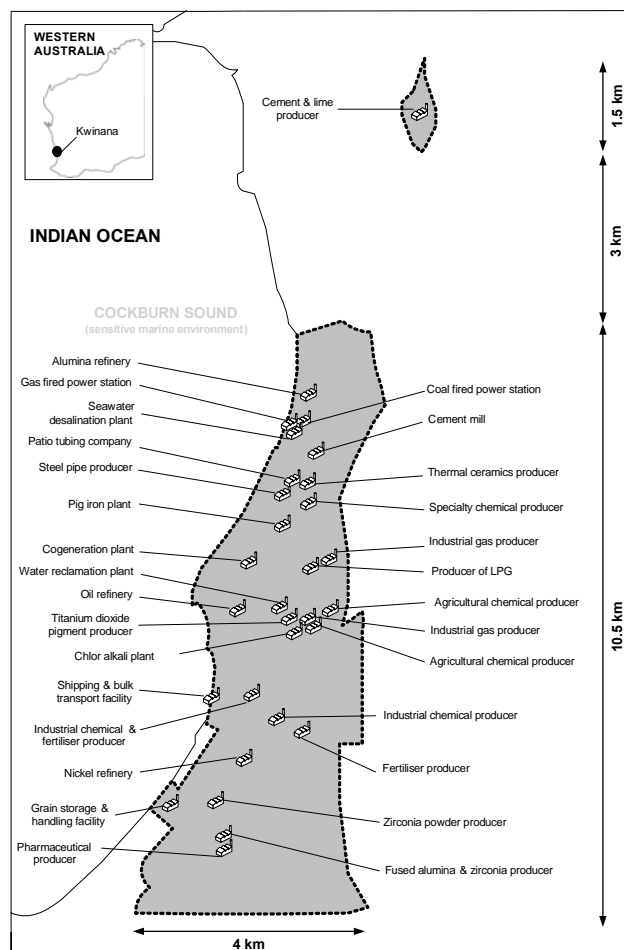 WESTERN
AUSTRALIA
Kwinana
Cement & lime
producer
1.5 km
3 km
INDIAN OCEAN
COCKBURN SOUND
(sensitive marine environment)
Alumina refinery
Gas fired power station
Coal fired power station
Seawater
desalination plant
Cement mill
Patio tubing company
Steel pipe producer
Thermal ceramics producer
Specialty chemical producer
Pig iron plant
Industrial gas producer
Cogeneration plant
Producer of LPG
Water reclamation plant
Oil refinery
Agricultural chemical producer
Titanium dioxide
pigment producer
Industrial gas producer
Chlor alkali plant
Agricultural chemical producer
10.5 km
Shipping & bulk
transport facility
Industrial chemical producer
Industrial chemical &
fertiliser producer
Fertiliser producer
Nickel refinery
Grain storage &
handling facility
Zirconia powder producer
Pharmaceutical
producer
Fused alumina & zirconia producer
4 km